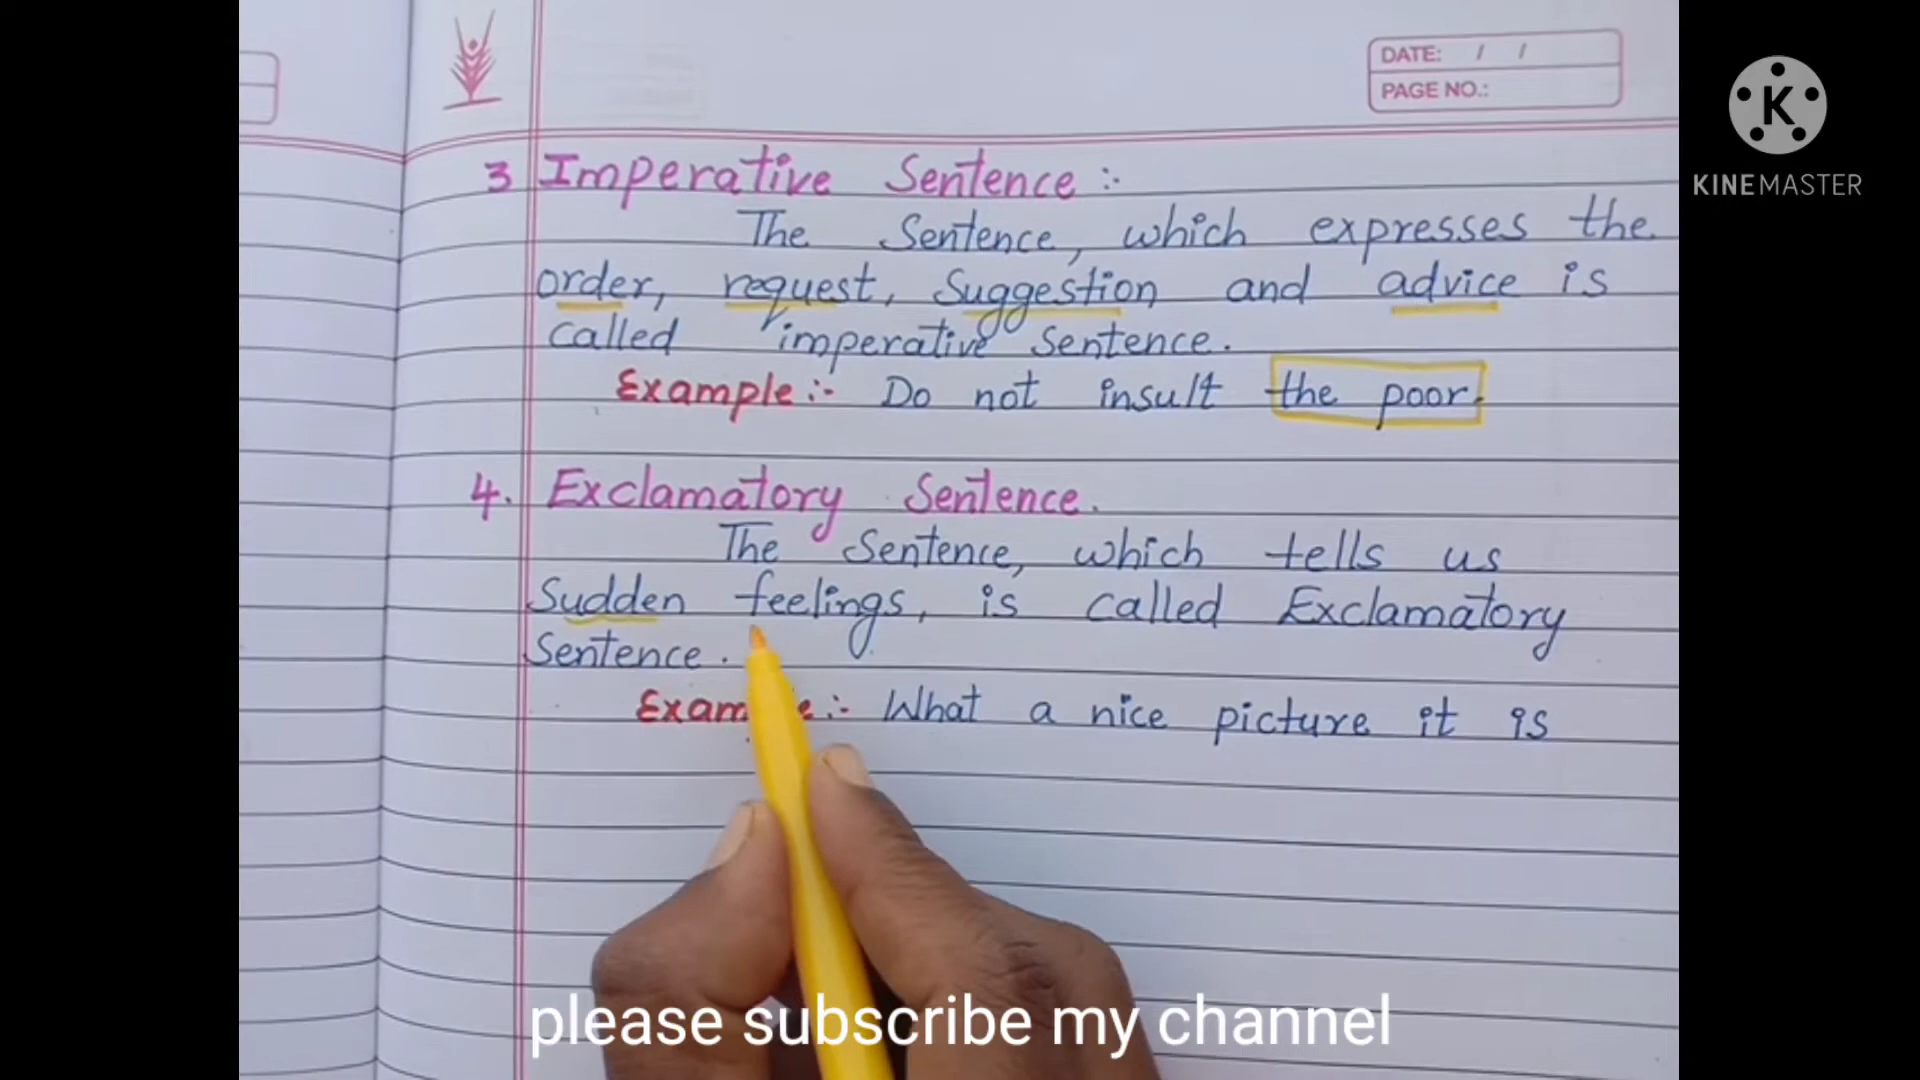 DATE: / /
PAGE NO.:
KINEMASTER
3 Imperative Sentence :-
The Sentence, which expresses the
order, request, Suggestion and advice is
called imperative sentence.
Example :- Do not insult the poor.
4. Exclamatory Sentence.
The Sentence, which tells us
Sudden feelings, is called Exclamatory
Sentence.
Example :- What a nice picture it is
please subscribe my channel